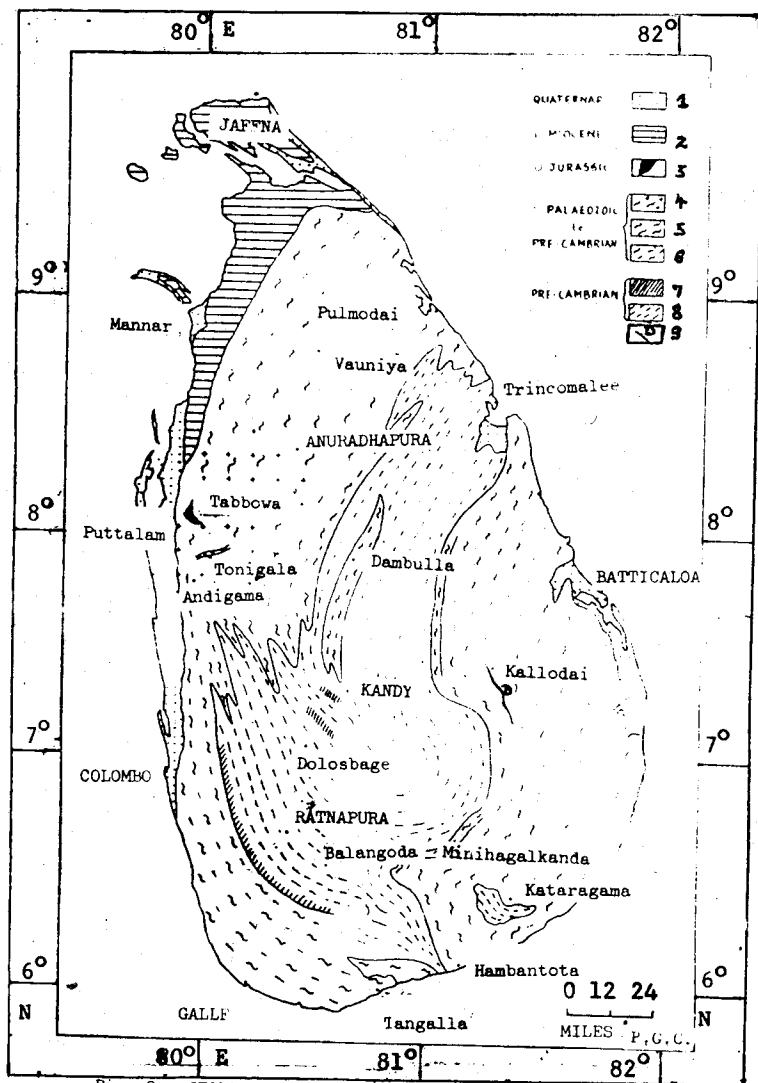 80° E 81° 82°
QUATERNAR 1
MIOCENE 2
U JURASSIC 3
4
PALAEOZOIC to PRE-CAMBRIAN 5
6
PRE-CAMBRIAN 7
8
9
JAFFNA
9° 9°
Mannar
Pulmodai
Vauniya
Trincomalee
ANURADHAPURA
Tabbowa
8° 8°
Puttalam
Tonigala
Dambulla
BATTICALOA
Andigama
KANDY
Kallodai
7° 7°
COLOMBO
Dolosbage
RATNAPURA
Balangoda
Minihagalkanda
Kataragama
6° 6°
Hambantota
N N
GALLE
Tangalla
0 12 24
MILES P.G.C.
80° E 81° 82°